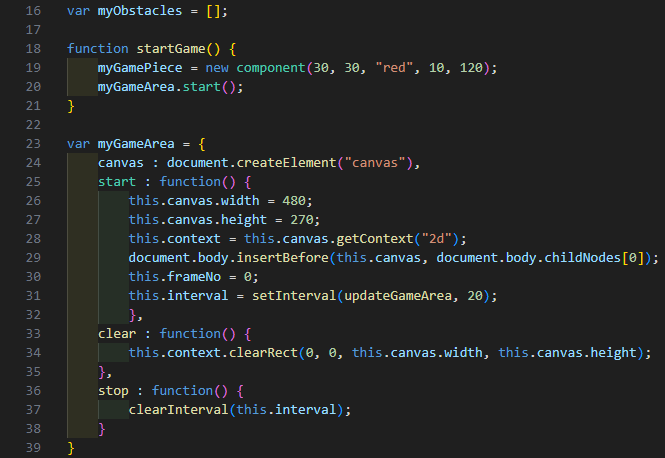 16 var myObstacles = [];
17
18 function startGame() {
19     myGamePiece = new component(30, 30, "red", 10, 120);
20     myGameArea.start();
21 }
22
23 var myGameArea = {
24     canvas : document.createElement("canvas"),
25     start : function() {
26         this.canvas.width = 480;
27         this.canvas.height = 270;
28         this.context = this.canvas.getContext("2d");
29         document.body.insertBefore(this.canvas, document.body.childNodes[0]);
30         this.frameNo = 0;
31         this.interval = setInterval(updateGameArea, 20);
32         },
33     clear : function() {
34         this.context.clearRect(0, 0, this.canvas.width, this.canvas.height);
35     },
36     stop : function() {
37         clearInterval(this.interval);
38     }
39 }